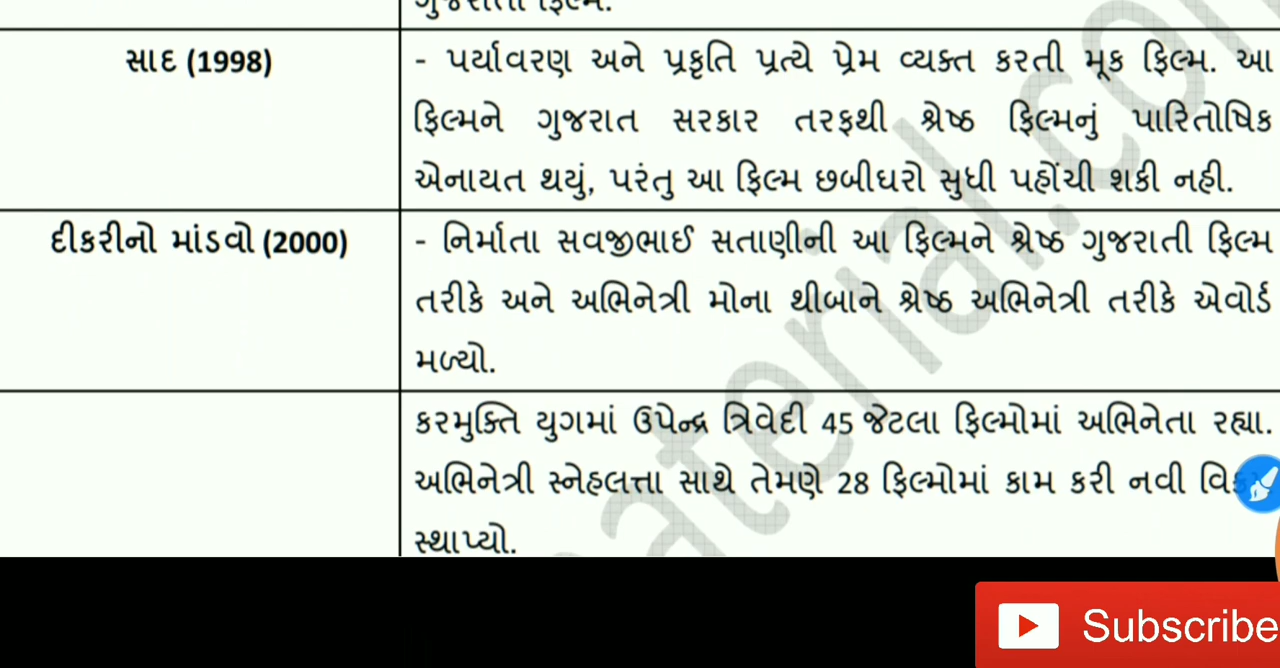 સાદ (1998)
- પર્યાવરણ અને પ્રકૃતિ પ્રત્યે પ્રેમ વ્યક્ત કરતી મૂક ફિલ્મ. આ
ફિલ્મને ગુજરાત સરકાર તરફથી શ્રેષ્ઠ ફિલ્મનું પારિતોષિક
એનાયત થયું, પરંતુ આ ફિલ્મ છબીઘરો સુધી પહોંચી શકી નહી.
દીકરીનો માંડવો (2000)
- નિર્માતા સવજીભાઈ સતાણીની આ ફિલ્મને શ્રેષ્ઠ ગુજરાતી ફિલ્મ
તરીકે અને અભિનેત્રી મોના થીબાને શ્રેષ્ઠ અભિનેત્રી તરીકે એવોર્ડ
મળ્યો.
કરમુક્તિ યુગમાં ઉપેન્દ્ર ત્રિવેદી 45 જેટલા ફિલ્મોમાં અભિનેતા રહ્યા.
અભિનેત્રી સ્નેહલત્તા સાથે તેમણે 28 ફિલ્મોમાં કામ કરી નવી
સ્થાપ્યો.
material.com
Subscribe